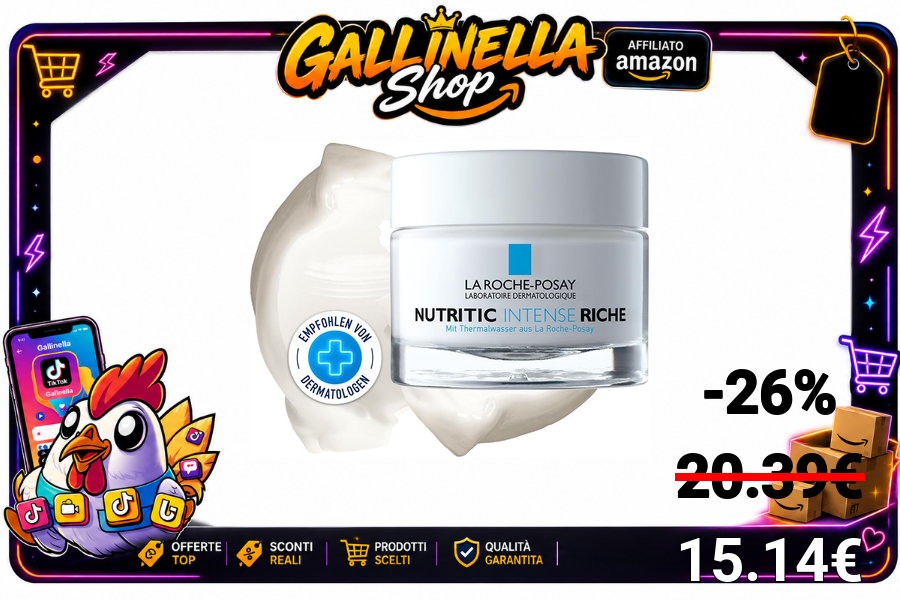 GALLINELLA
Shop
AFFILIATO
amazon
LA ROCHE-POSAY
LABORATOIRE DERMATOLOGIQUE
NUTRITIC INTENSE RICHE
Mit Thermalwasser aus La Roche-Posay
EMPFOHLEN VON
DERMATOLOGEN
Gallinella
TikTok
Gallinella
-26%
20.39€
15.14€
OFFERTE
TOP
SCONTI
REALI
PRODOTTI
SCELTI
QUALITÀ
GARANTITA